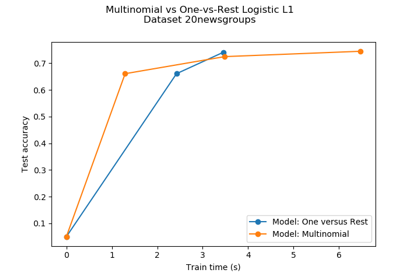 Multinomial vs One-vs-Rest Logistic L1
Dataset 20newsgroups
0.7
0.6
0.5
0.4
0.3
0.2
0.1
Test accuracy
Model: One versus Rest
Model: Multinomial
0 1 2 3 4 5 6
Train time (s)